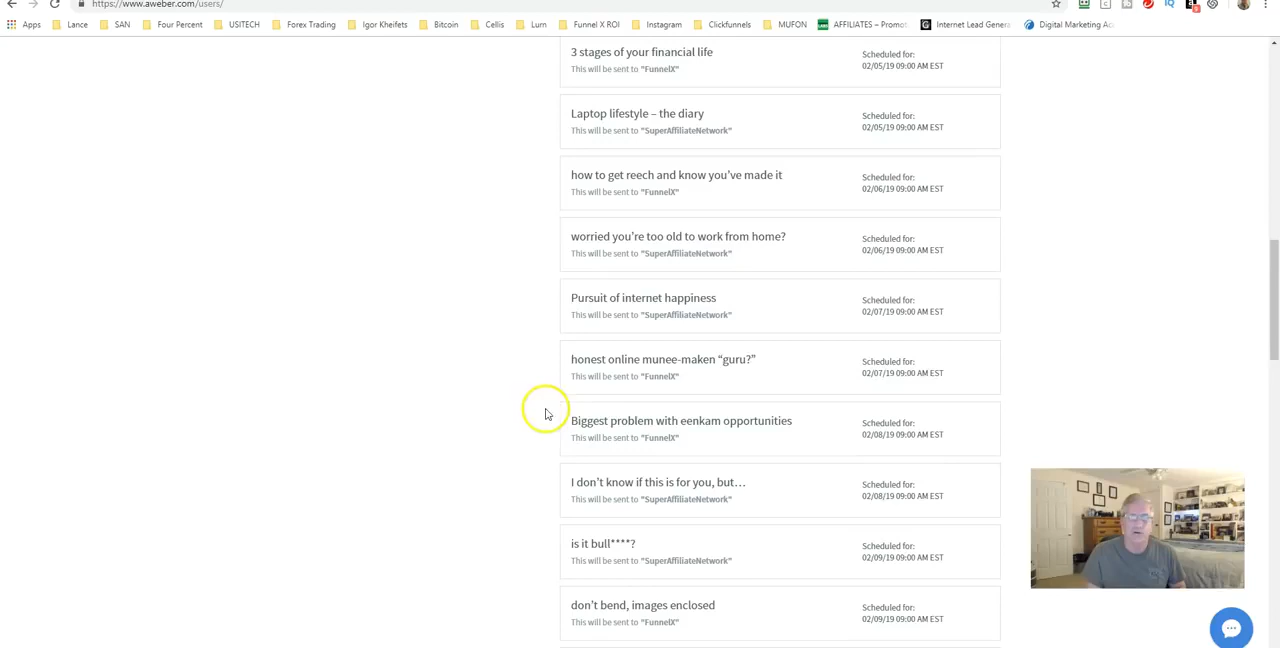 https://www.aweber.com/users/
Apps Lance SAN Four Percent USITECH Forex Trading Igor Kheifets Bitcoin Cellis Lurn Funnel X ROI Instagram Clickfunnels MUFON AFFILIATES – Promot Internet Lead Genera Digital Marketing Aca
3 stages of your financial life
This will be sent to "FunnelX"
Scheduled for:
02/05/19 09:00 AM EST
Laptop lifestyle – the diary
This will be sent to "SuperAffiliateNetwork"
Scheduled for:
02/05/19 09:00 AM EST
how to get reech and know you've made it
This will be sent to "FunnelX"
Scheduled for:
02/06/19 09:00 AM EST
worried you're too old to work from home?
This will be sent to "SuperAffiliateNetwork"
Scheduled for:
02/06/19 09:00 AM EST
Pursuit of internet happiness
This will be sent to "SuperAffiliateNetwork"
Scheduled for:
02/07/19 09:00 AM EST
honest online munee-maken “guru?”
This will be sent to "FunnelX"
Scheduled for:
02/07/19 09:00 AM EST
Biggest problem with eenkam opportunities
This will be sent to "FunnelX"
Scheduled for:
02/08/19 09:00 AM EST
I don't know if this is for you, but…
This will be sent to "SuperAffiliateNetwork"
Scheduled for:
02/08/19 09:00 AM EST
is it bull****?
This will be sent to "SuperAffiliateNetwork"
Scheduled for:
02/09/19 09:00 AM EST
don't bend, images enclosed
This will be sent to "FunnelX"
Scheduled for:
02/09/19 09:00 AM EST